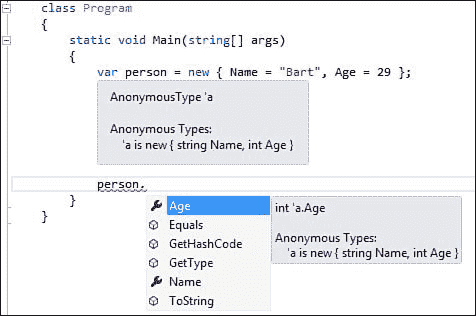 class Program
{
static void Main(string[] args)
{
var person = new { Name = "Bart", Age = 29 };
AnonymousType 'a
Anonymous Types:
'a is new { string Name, int Age }
person.
}
}
Age
Equals
GetHashCode
GetType
Name
ToString
int 'a.Age
Anonymous Types:
'a is new { string Name, int Age }